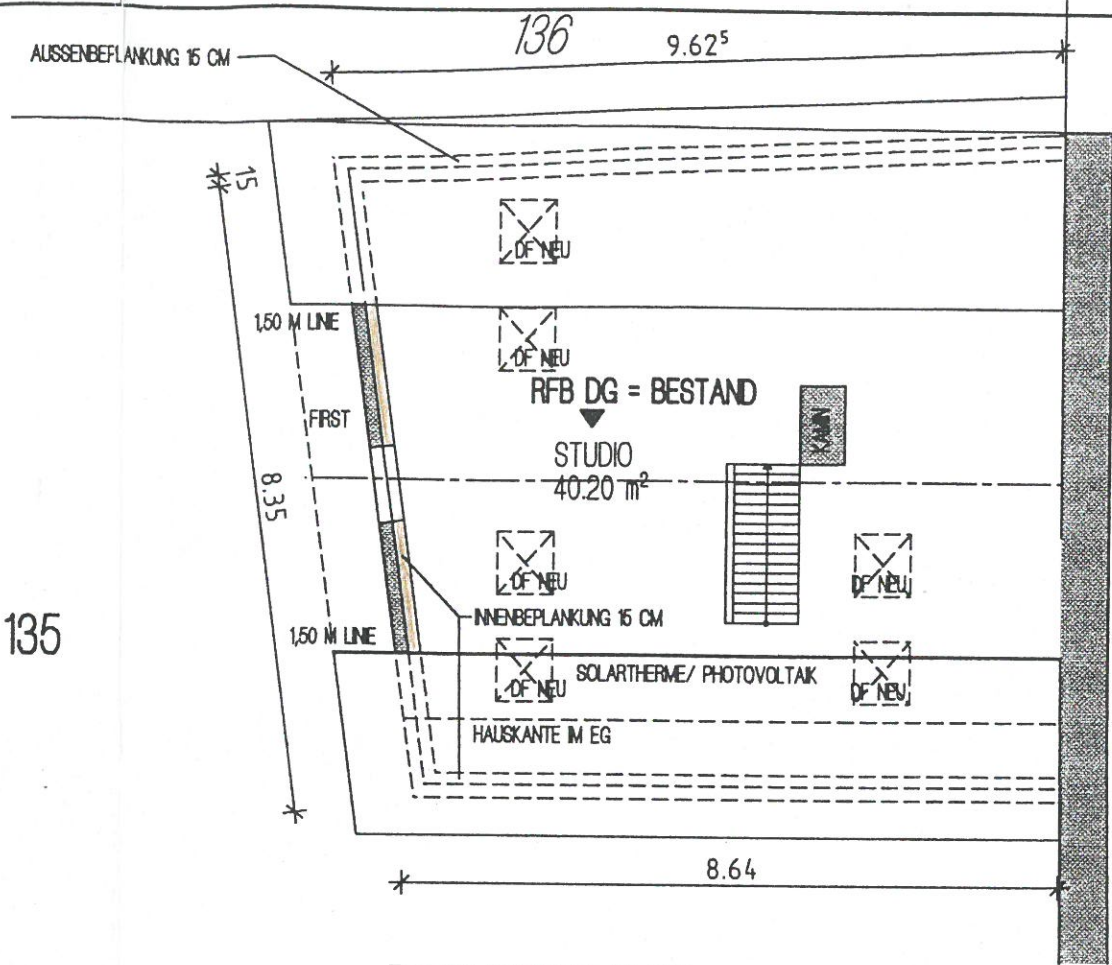 136
9.62⁵
AUSSENBEPLANKUNG 15 CM
15
DF NEU
1,50 M LINIE
DF NEU
RFB DG = BESTAND
FIRST
KAMIN
STUDIO
40.20 m²
8.35
DF NEU
DF NEU
135
INNENBEPLANKUNG 15 CM
1,50 M LINIE
SOLARTHERME/ PHOTOVOLTAIK
DF NEU
DF NEU
HAUSKANTE IM EG
8.64